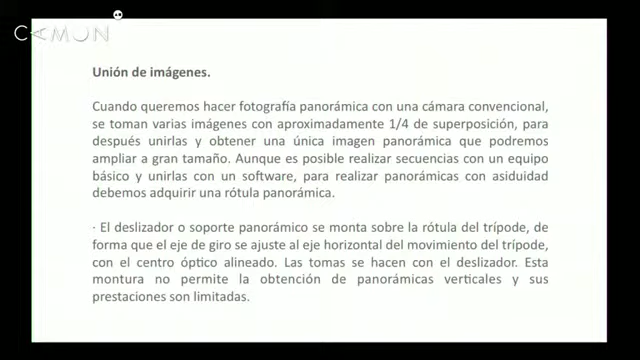 CAMON
Unión de imágenes.
Cuando queremos hacer fotografía panorámica con una cámara convencional,
se toman varias imágenes con aproximadamente 1/4 de superposición, para
después unirlas y obtener una única imagen panorámica que podremos
ampliar a gran tamaño. Aunque es posible realizar secuencias con un equipo
básico y unirlas con un software, para realizar panorámicas con asiduidad
debemos adquirir una rótula panorámica.
· El deslizador o soporte panorámico se monta sobre la rótula del trípode, de
forma que el eje de giro se ajuste al eje horizontal del movimiento del trípode,
con el centro óptico alineado. Las tomas se hacen con el deslizador. Esta
montura no permite la obtención de panorámicas verticales y sus
prestaciones son limitadas.